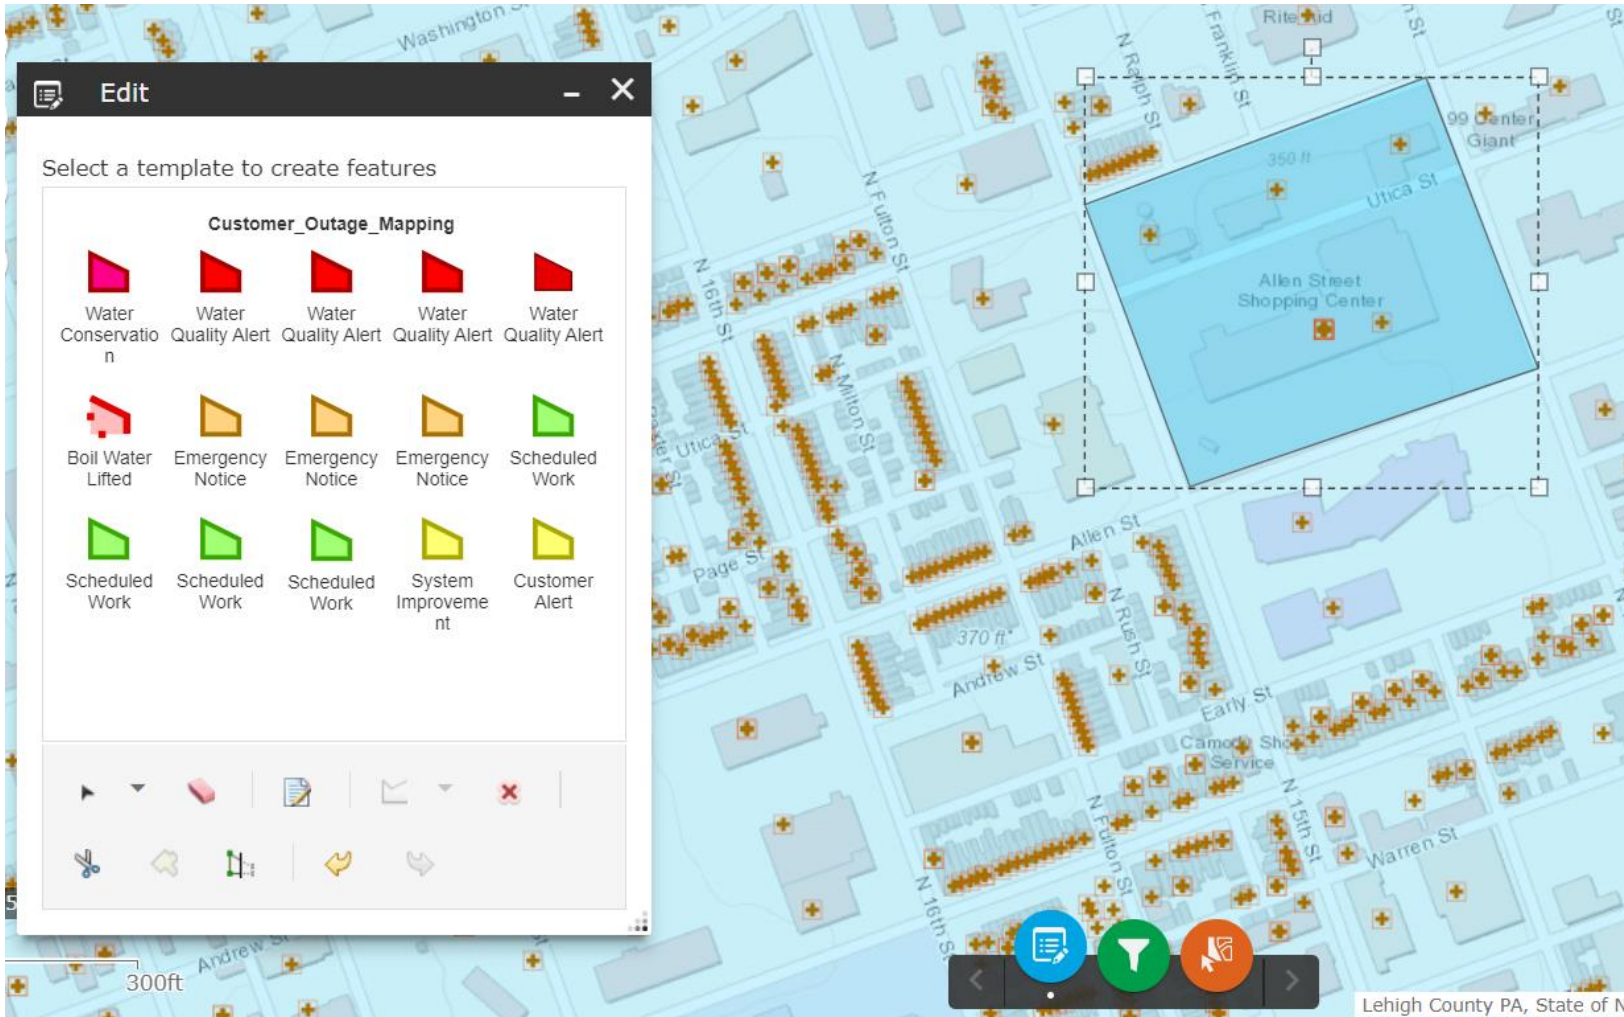 Edit
Select a template to create features
Customer_Outage_Mapping
Water
Conservatio
n
Water
Quality Alert
Water
Quality Alert
Water
Quality Alert
Water
Quality Alert
Boil Water
Lifted
Emergency
Notice
Emergency
Notice
Emergency
Notice
Scheduled
Work
Scheduled
Work
Scheduled
Work
Scheduled
Work
System
Improveme
nt
Customer
Alert
Washington
N Ralph St
N Franklin St
99 Center
Giant
350 ft
Utica St
N Fulton St
Allen Street
Shopping Center
N 16th St
N Milton St
Utica St
Allen St
Page St
N Rush St
370 ft
Andrew St
Early St
Service
N 15th St
N Fulton St
Warren St
N 16th St
Andrew St
300ft
Lehigh County PA, State of N